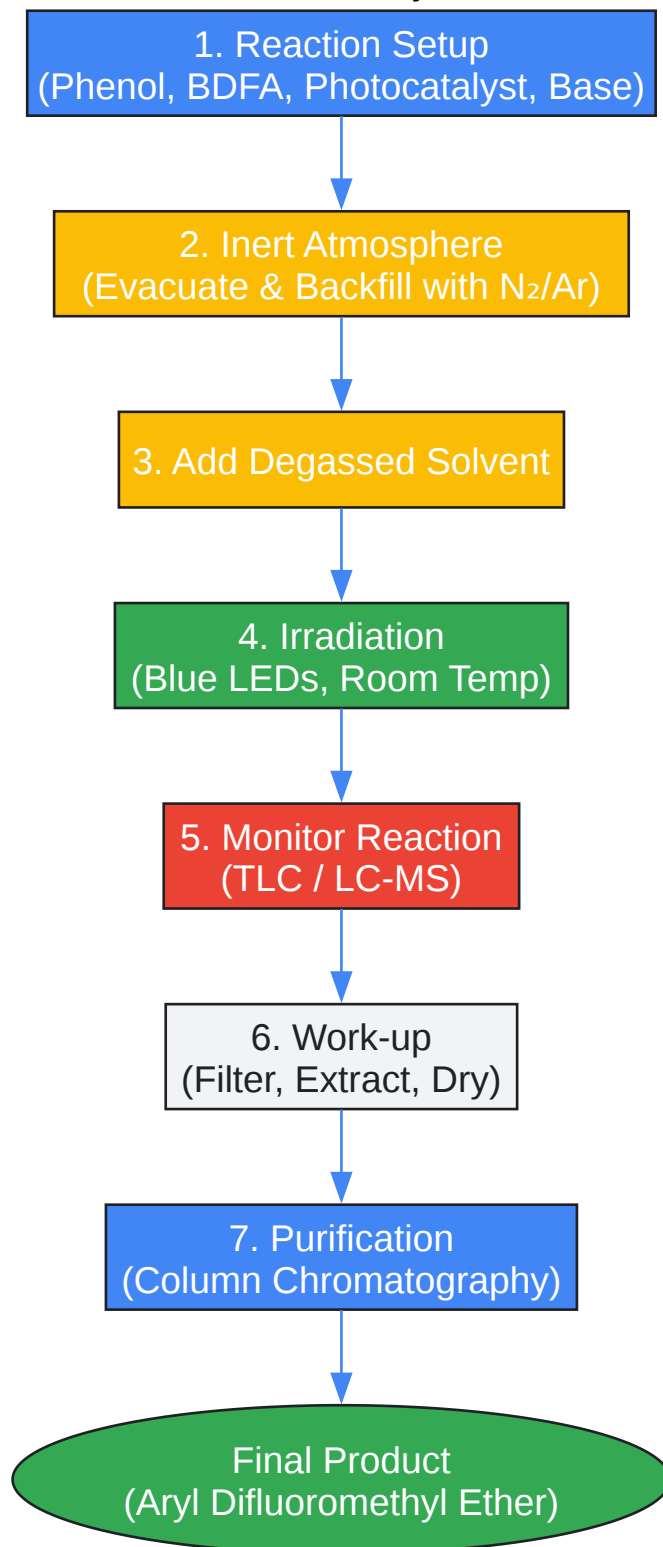 1. Reaction Setup
(Phenol, BDFA, Photocatalyst, Base)
2. Inert Atmosphere
(Evacuate & Backfill with N₂/Ar)
3. Add Degassed Solvent
4. Irradiation
(Blue LEDs, Room Temp)
5. Monitor Reaction
(TLC / LC-MS)
6. Work-up
(Filter, Extract, Dry)
7. Purification
(Column Chromatography)
Final Product
(Aryl Difluoromethyl Ether)